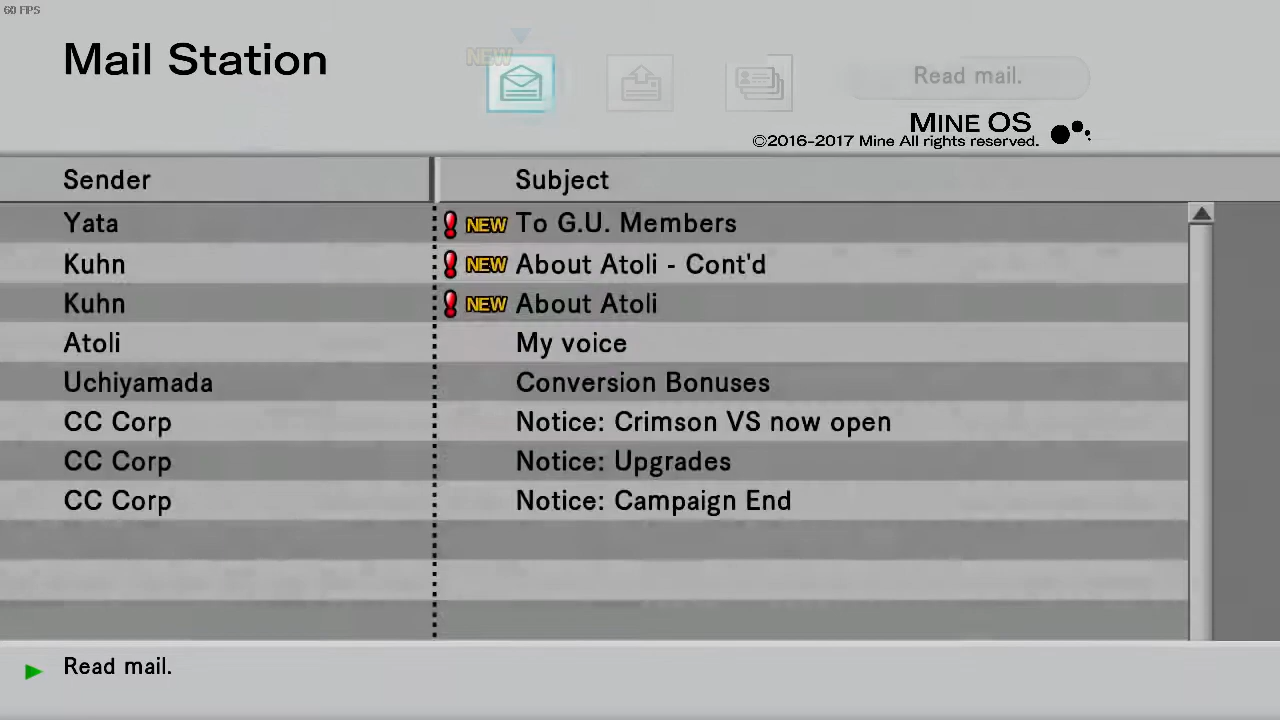 60 FPS
Mail Station
NEW
Read mail.
MINE OS
©2016-2017 Mine All rights reserved.
Sender Subject
Yata NEW To G.U. Members
Kuhn NEW About Atoli - Cont'd
Kuhn NEW About Atoli
Atoli My voice
Uchiyamada Conversion Bonuses
CC Corp Notice: Crimson VS now open
CC Corp Notice: Upgrades
CC Corp Notice: Campaign End
Read mail.